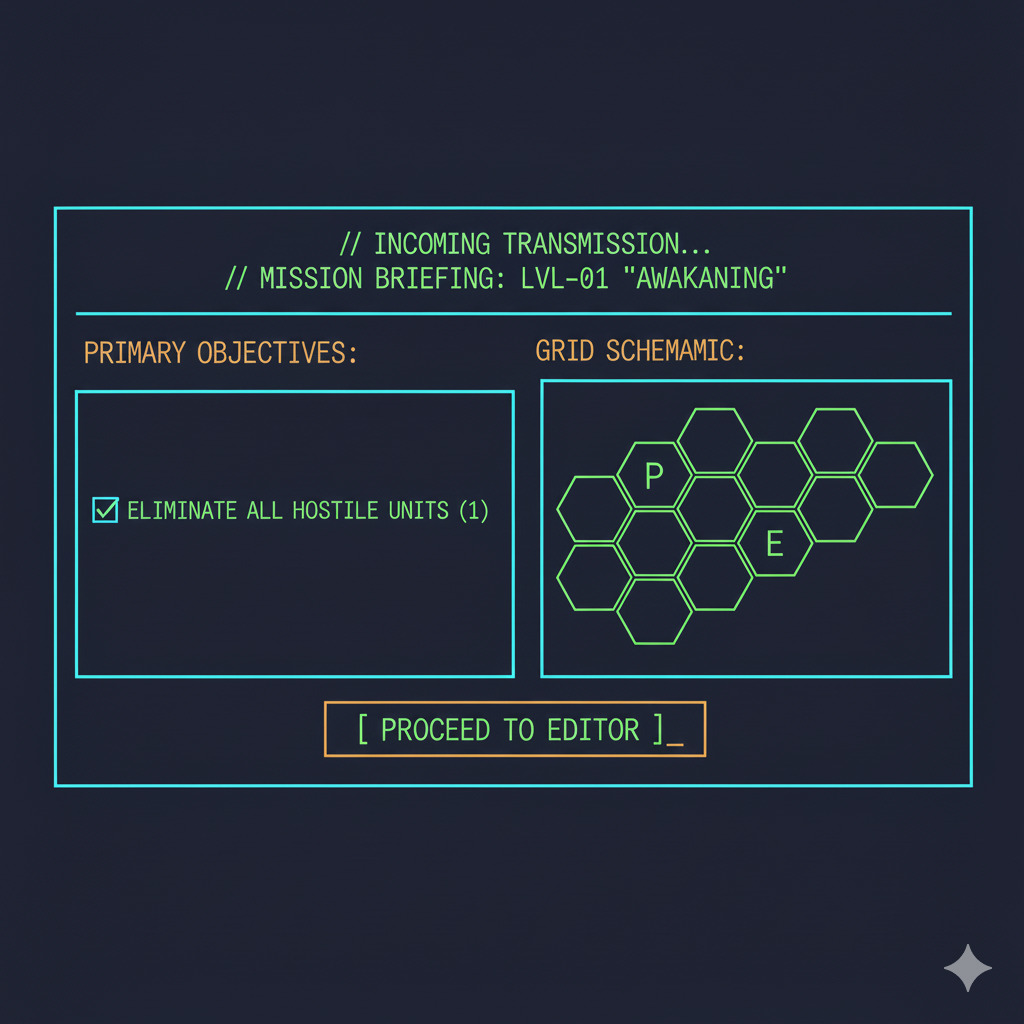 // INCOMING TRANSMISSION...
// MISSION BRIEFING: LVL-01 "AWAKANING"
PRIMARY OBJECTIVES:
ELIMINATE ALL HOSTILE UNITS (1)
GRID SCHEMAMIC:
P
E
[ PROCEED TO EDITOR ]_